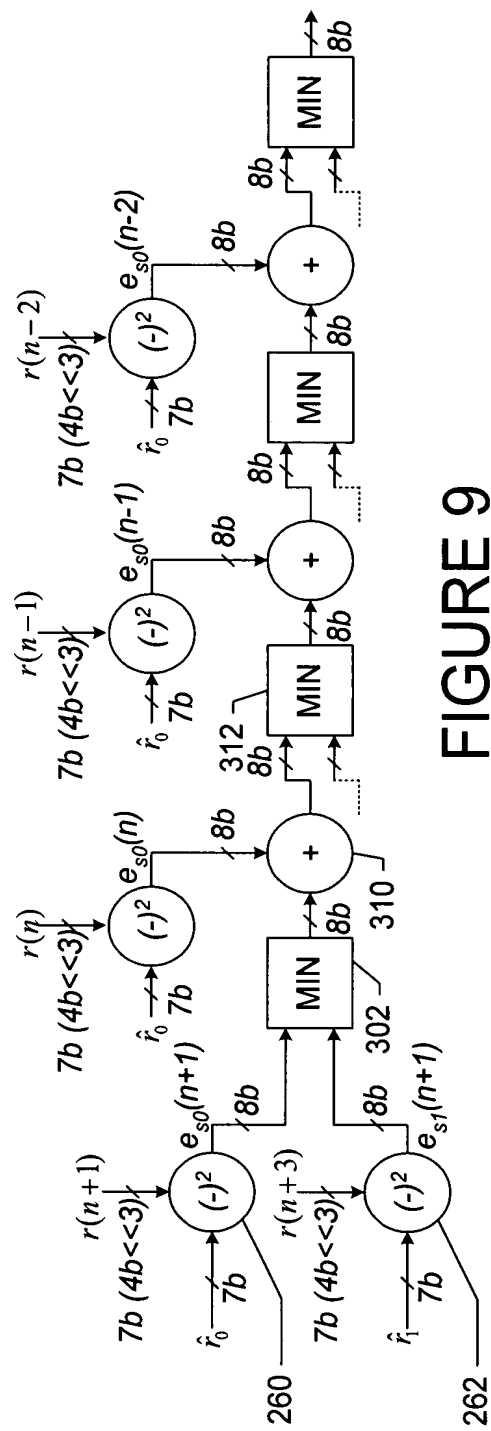 r(n+1)
7b (4b<<3)
r̂₀
7b
(-)²
e_s0(n+1)
8b
260
r(n+3)
7b (4b<<3)
r̂₁
7b
(-)²
e_s1(n+1)
8b
262
MIN
302
8b
r(n)
7b (4b<<3)
r̂₀
7b
(-)²
e_s0(n)
8b
+
310
8b
312
MIN
8b
r(n−1)
7b (4b<<3)
r̂₀
7b
(-)²
e_s0(n-1)
8b
+
8b
MIN
8b
r(n−2)
7b (4b<<3)
r̂₀
7b
(-)²
e_s0(n-2)
8b
+
8b
MIN
8b
FIGURE 9